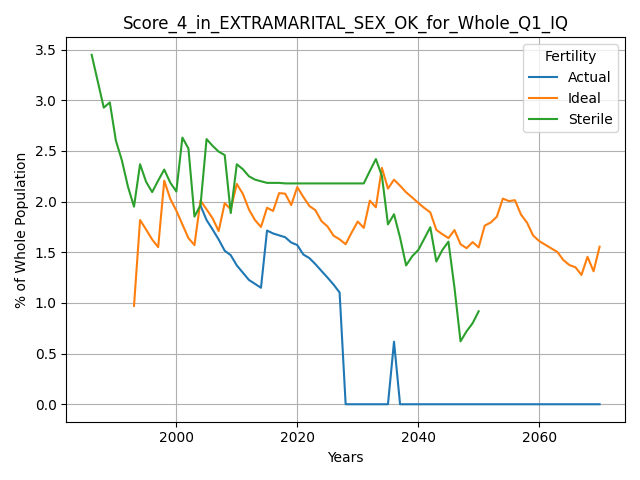 Score_4_in_EXTRAMARITAL_SEX_OK_for_Whole_Q1_IQ
Fertility
Actual
Ideal
Sterile
% of Whole Population
3.5
3.0
2.5
2.0
1.5
1.0
0.5
0.0
2000
2020
2040
2060
Years